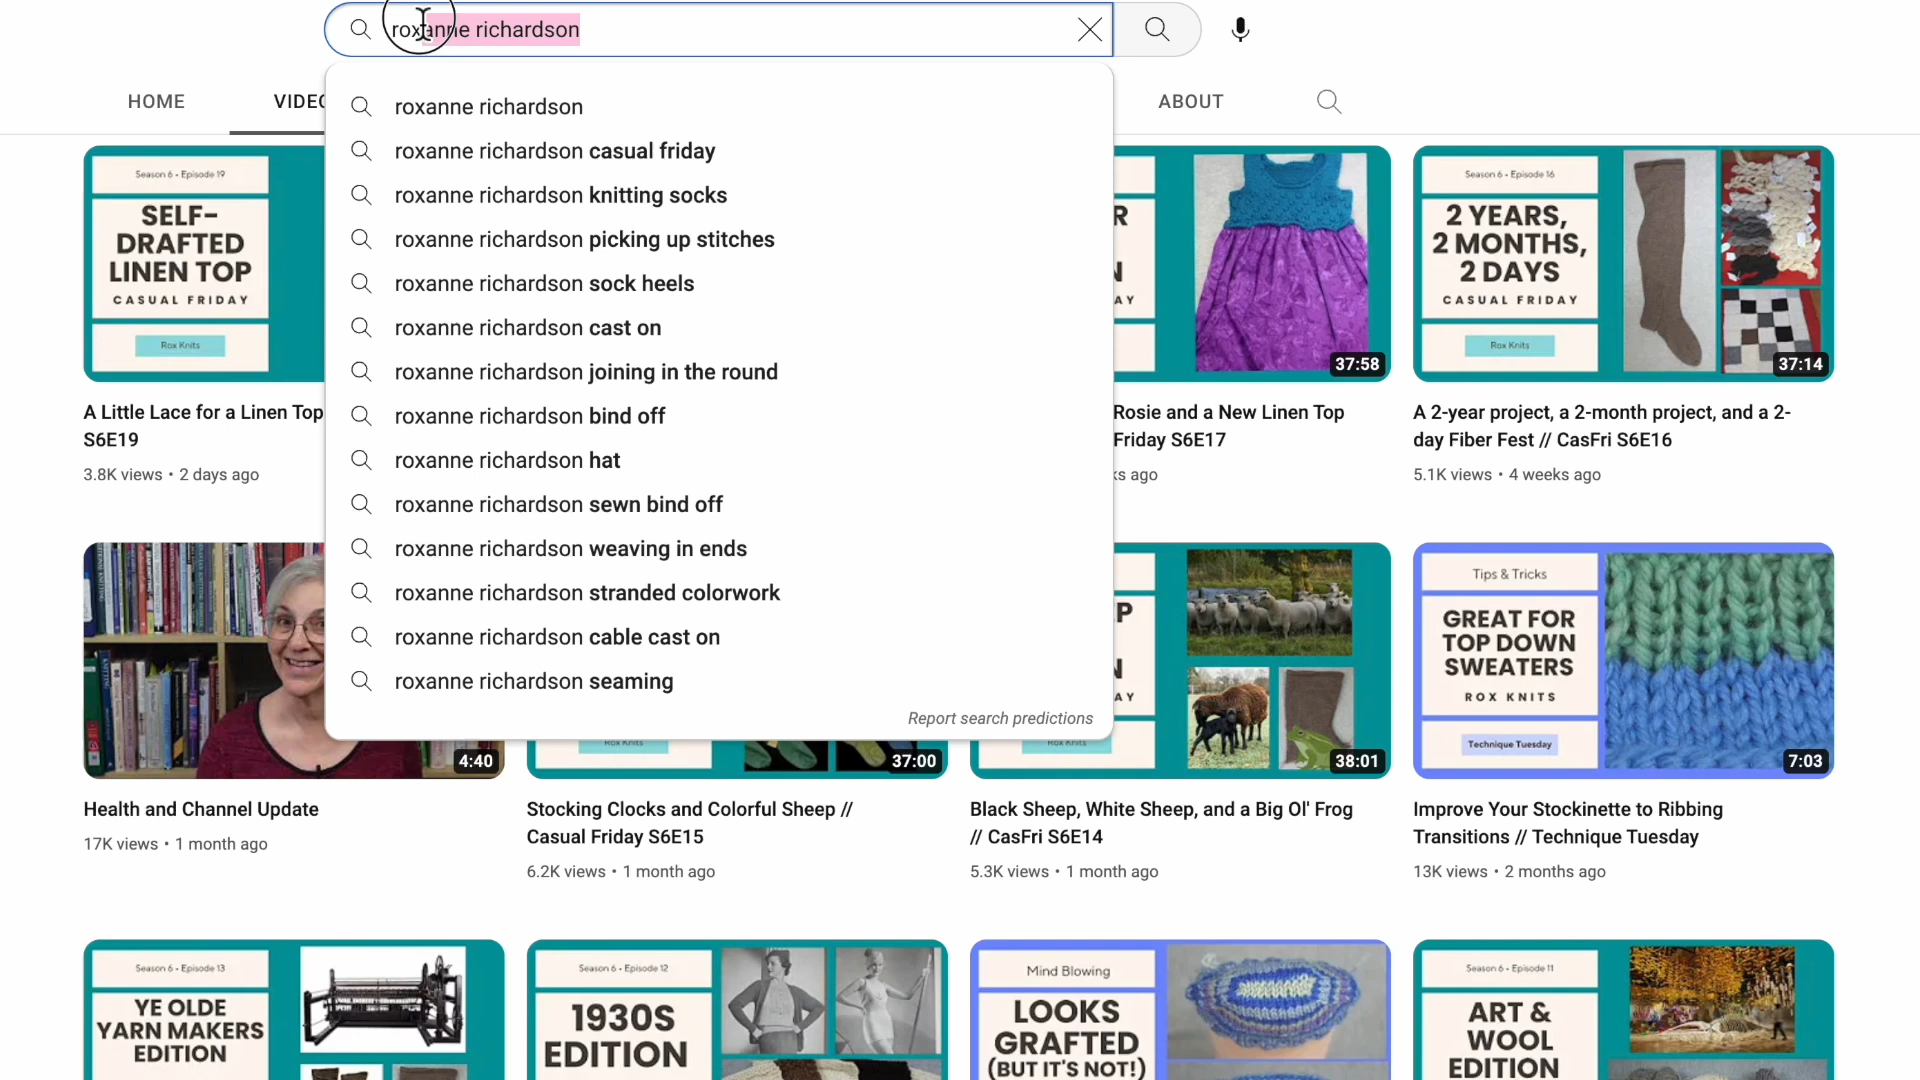 roxanne richardson
HOME
VIDEO
ABOUT
roxanne richardson
roxanne richardson casual friday
roxanne richardson knitting socks
roxanne richardson picking up stitches
roxanne richardson sock heels
roxanne richardson cast on
roxanne richardson joining in the round
roxanne richardson bind off
roxanne richardson hat
roxanne richardson sewn bind off
roxanne richardson weaving in ends
roxanne richardson stranded colorwork
roxanne richardson cable cast on
roxanne richardson seaming
Report search predictions
Season 6 • Episode 19
SELF-
DRAFTED
LINEN TOP
CASUAL FRIDAY
Rox Knits
A Little Lace for a Linen Top
S6E19
3.8K views • 2 days ago
R
N
AY
37:58
Rosie and a New Linen Top
Friday S6E17
ks ago
Season 6 • Episode 16
2 YEARS,
2 MONTHS,
2 DAYS
CASUAL FRIDAY
Rox Knits
37:14
A 2-year project, a 2-month project, and a 2-
day Fiber Fest // CasFri S6E16
5.1K views • 4 weeks ago
4:40
Health and Channel Update
17K views • 1 month ago
Rox Knits
37:00
Stocking Clocks and Colorful Sheep //
Casual Friday S6E15
6.2K views • 1 month ago
P
N
AY
Rox Knits
38:01
Black Sheep, White Sheep, and a Big Ol' Frog
// CasFri S6E14
5.3K views • 1 month ago
Tips & Tricks
GREAT FOR
TOP DOWN
SWEATERS
ROX KNITS
Technique Tuesday
7:03
Improve Your Stockinette to Ribbing
Transitions // Technique Tuesday
13K views • 2 months ago
Season 6 • Episode 13
YE OLDE
YARN MAKERS
EDITION
Season 6 • Episode 12
1930S
EDITION
Mind Blowing
LOOKS
GRAFTED
(BUT IT'S NOT!)
Season 6 • Episode 11
ART &
WOOL
EDITION